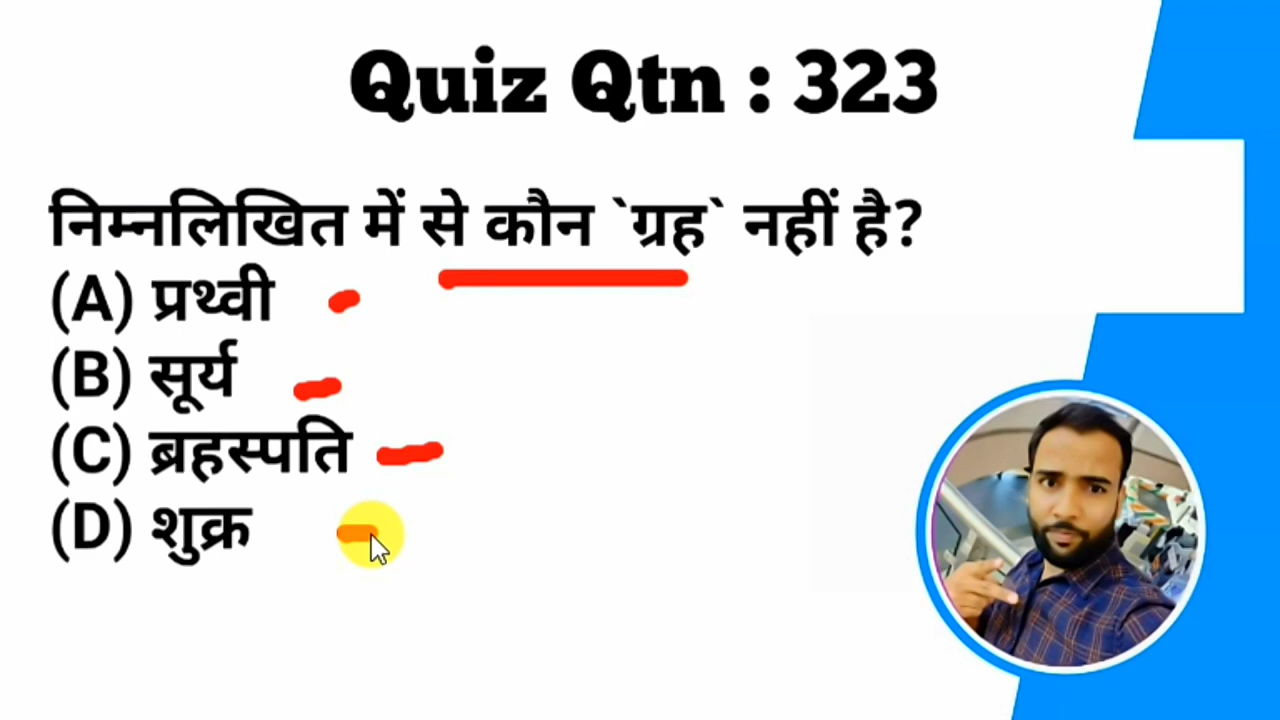 Quiz Qtn : 323
निम्नलिखित में से कौन `ग्रह` नहीं है?
(A) प्रथ्वी
(B) सूर्य
(C) ब्रहस्पति
(D) शुक्र